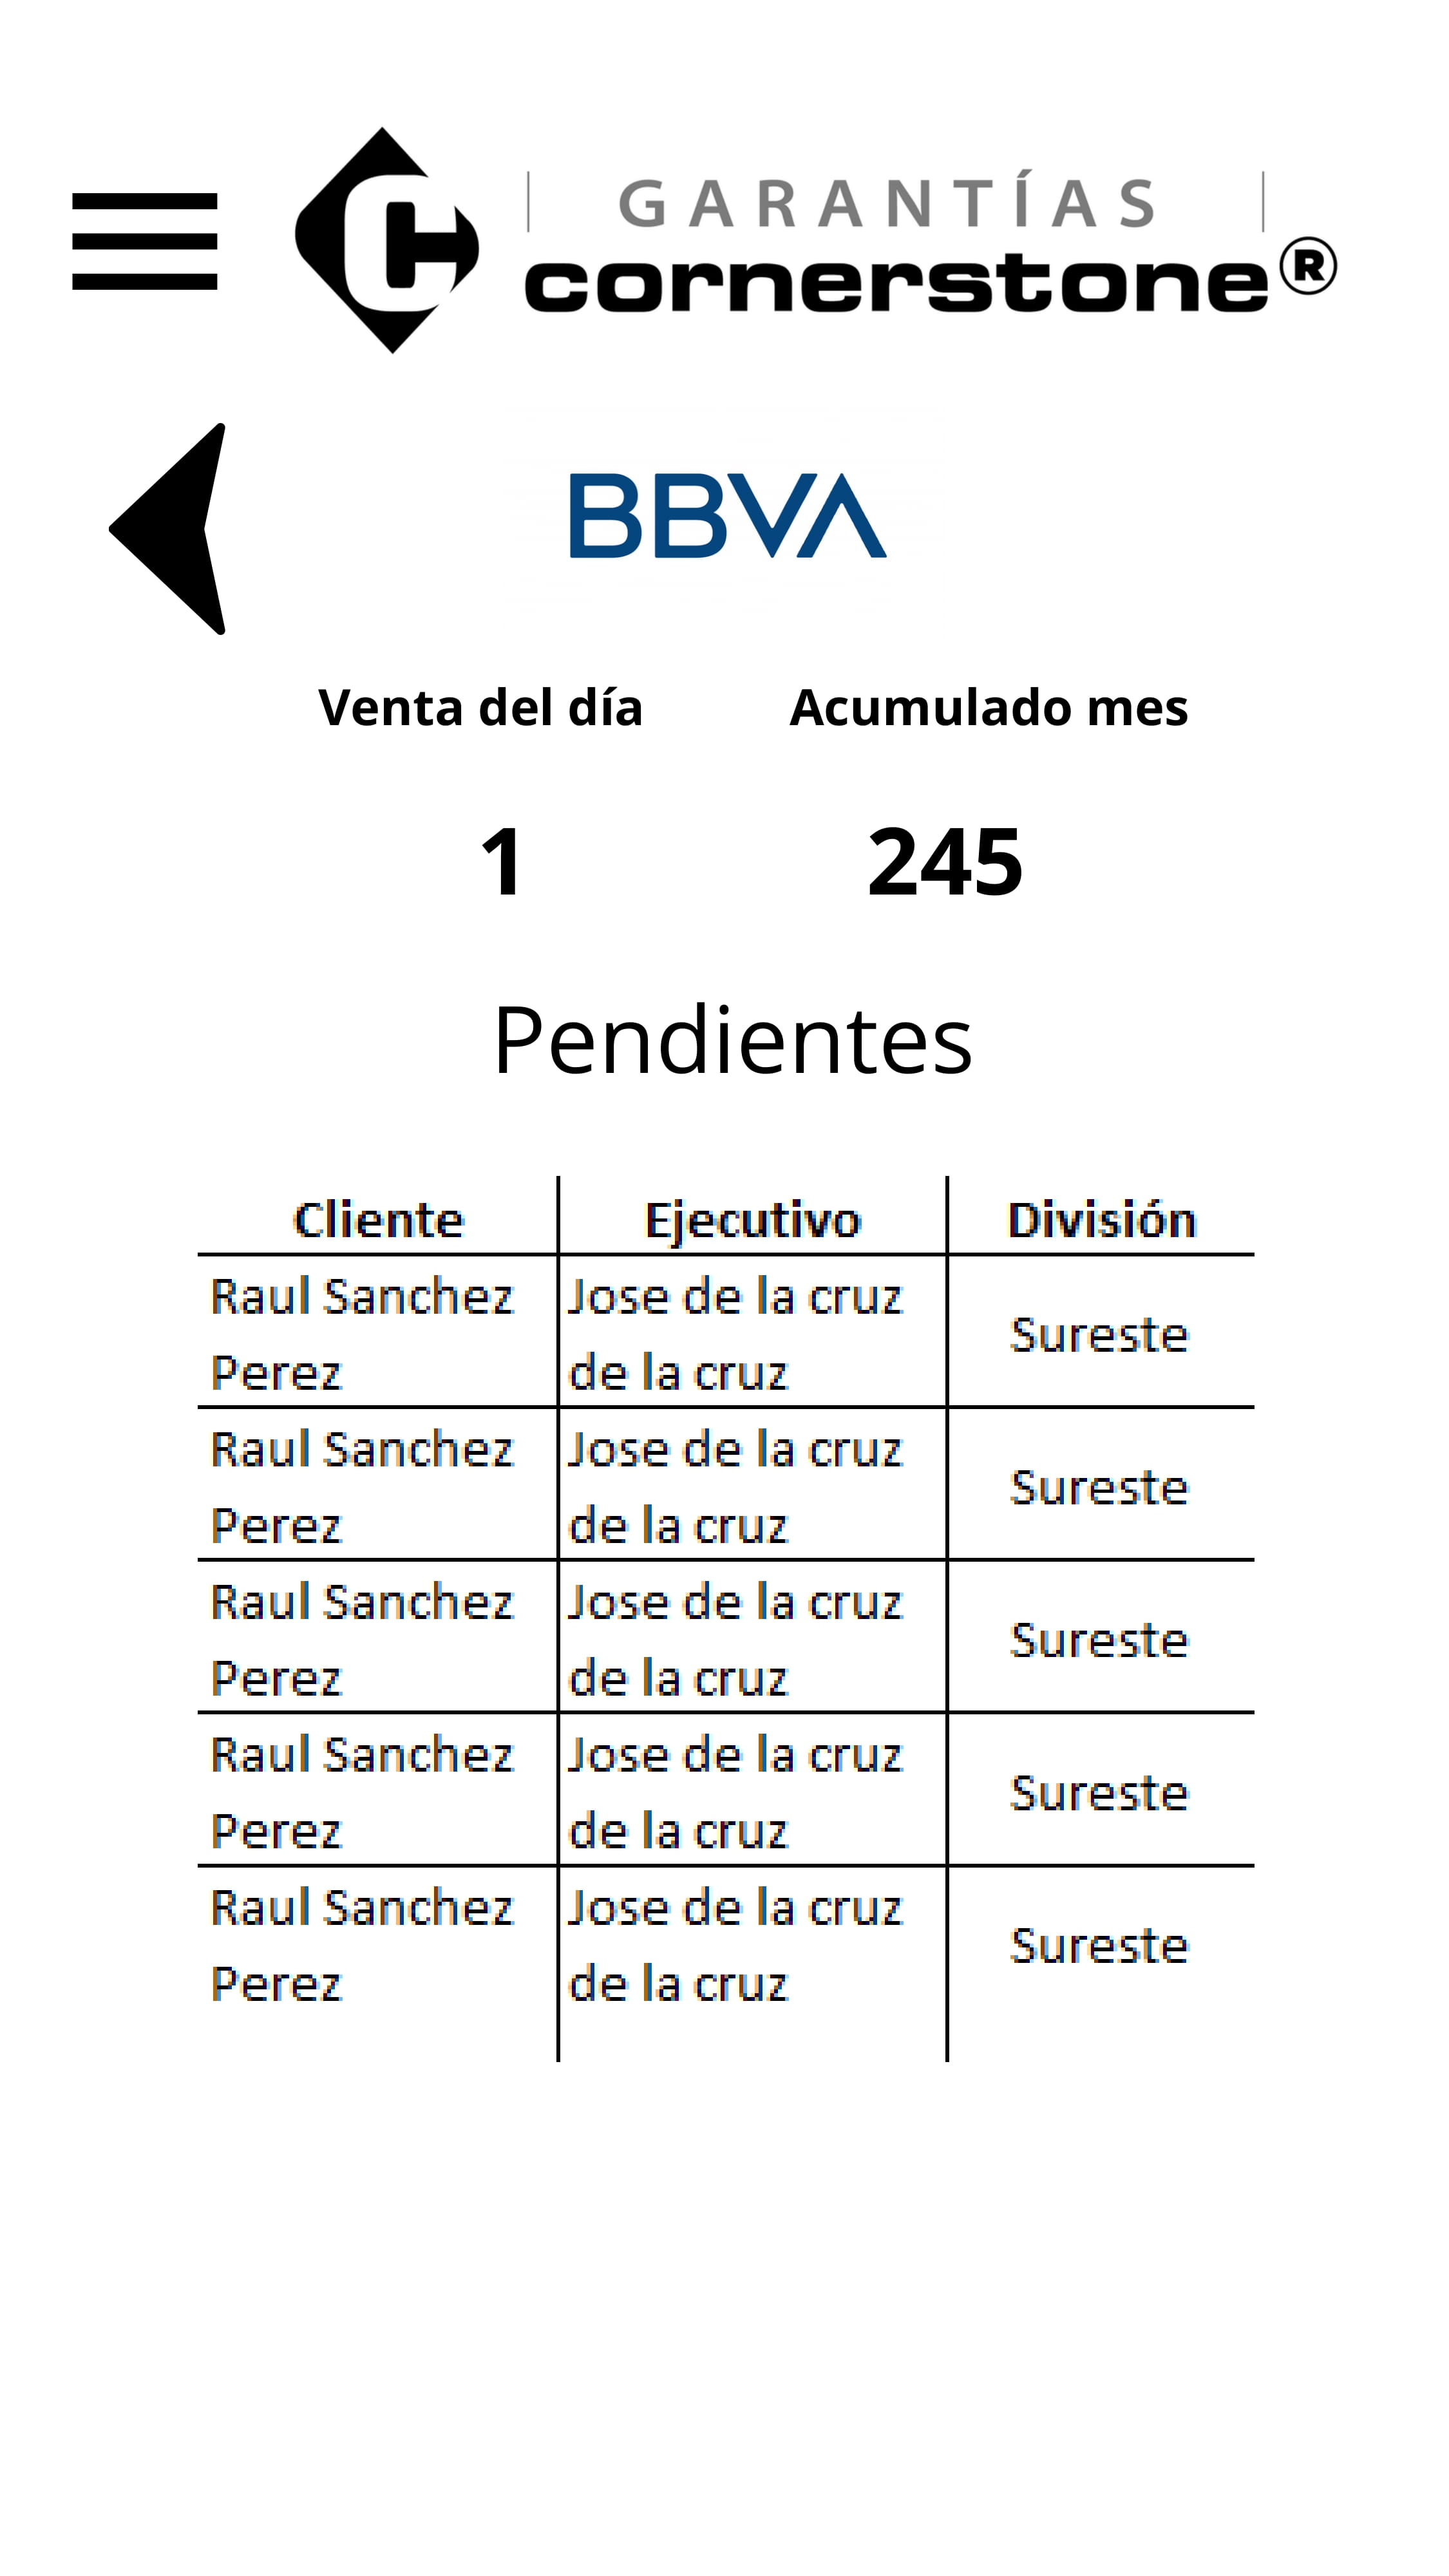 GARANTÍAS
cornerstone®
BBVA
Venta del día Acumulado mes
1 245
Pendientes
Cliente Ejecutivo División
Raul Sanchez Jose de la cruz
Sureste
Perez de la cruz
Raul Sanchez Jose de la cruz
Sureste
Perez de la cruz
Raul Sanchez Jose de la cruz
Sureste
Perez de la cruz
Raul Sanchez Jose de la cruz
Sureste
Perez de la cruz
Raul Sanchez Jose de la cruz
Sureste
Perez de la cruz